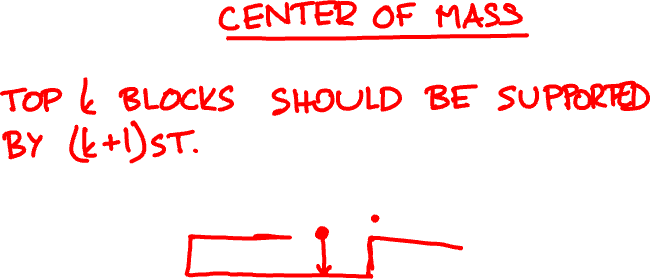 CENTER OF MASS
TOP k BLOCKS SHOULD BE SUPPORTED
BY (k+1)ST.